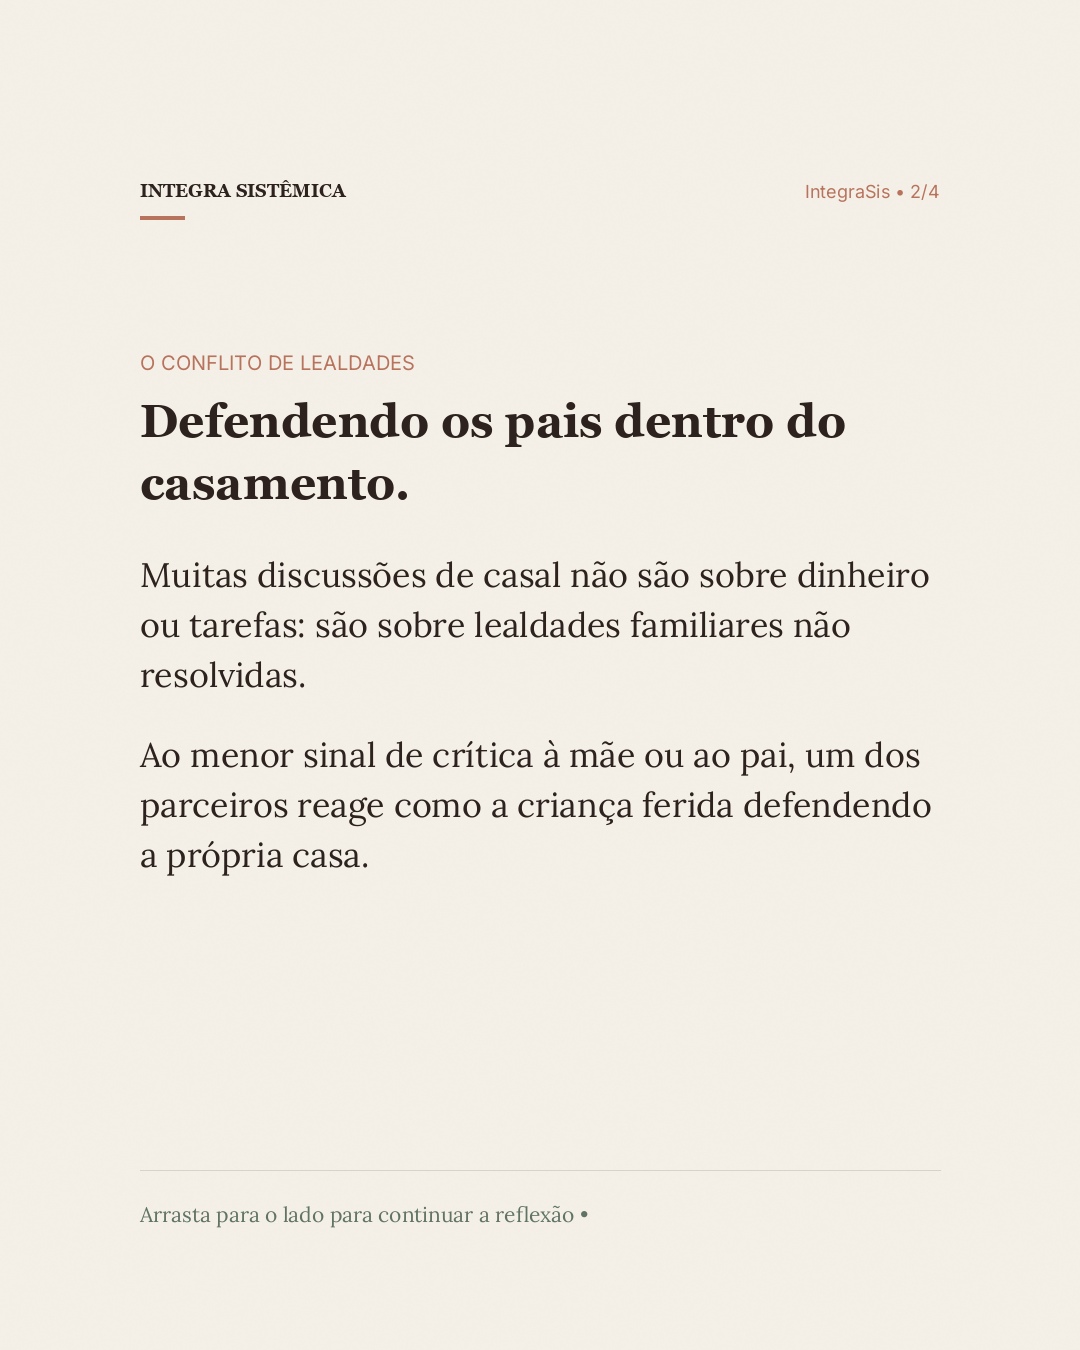 INTEGRA SISTÊMICA
IntegraSis • 2/4
O CONFLITO DE LEALDADES
Defendendo os pais dentro do
casamento.
Muitas discussões de casal não são sobre dinheiro
ou tarefas: são sobre lealdades familiares não
resolvidas.
Ao menor sinal de crítica à mãe ou ao pai, um dos
parceiros reage como a criança ferida defendendo
a própria casa.
Arrasta para o lado para continuar a reflexão •